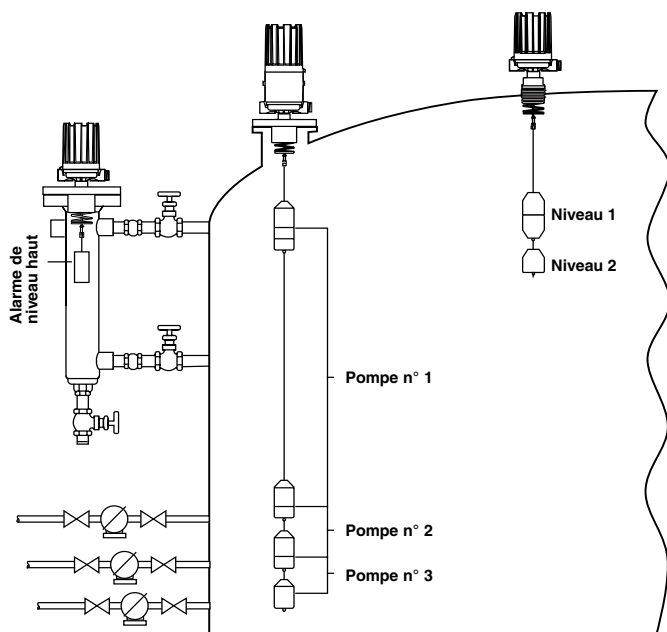 Alarme de
niveau haut
Niveau 1
Niveau 2
Pompe n° 1
Pompe n° 2
Pompe n° 3